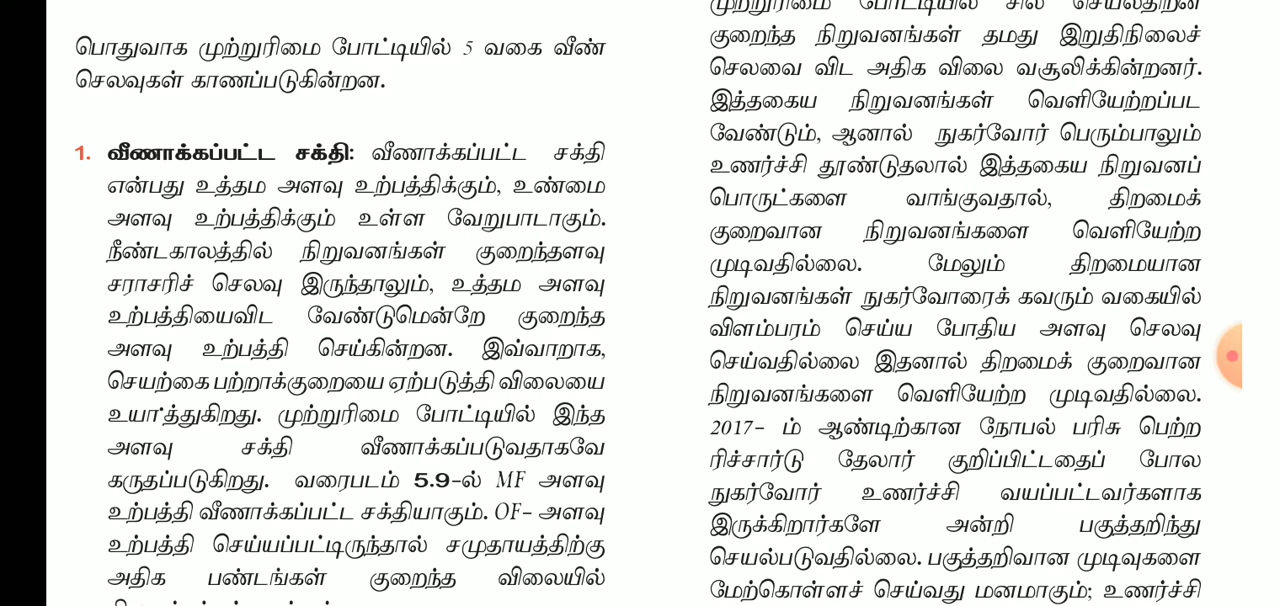 பொதுவாக முற்றுரிமை போட்டியில் 5 வகை வீண்
செலவுகள் காணப்படுகின்றன.
1. வீணாக்கப்பட்ட சக்தி: வீணாக்கப்பட்ட சக்தி
என்பது உத்தம அளவு உற்பத்திக்கும், உண்மை
அளவு உற்பத்திக்கும் உள்ள வேறுபாடாகும்.
நீண்டகாலத்தில் நிறுவனங்கள் குறைந்தளவு
சராசரிச் செலவு இருந்தாலும், உத்தம அளவு
உற்பத்தியைவிட வேண்டுமென்றே குறைந்த
அளவு உற்பத்தி செய்கின்றன. இவ்வாறாக,
செயற்கை பற்றாக்குறையை ஏற்படுத்தி விலையை
உயர்த்துகிறது. முற்றுரிமை போட்டியில் இந்த
அளவு சக்தி வீணாக்கப்படுவதாகவே
கருதப்படுகிறது. வரைபடம் 5.9-ல் MF அளவு
உற்பத்தி வீணாக்கப்பட்ட சக்தியாகும். OF- அளவு
உற்பத்தி செய்யப்பட்டிருந்தால் சமுதாயத்திற்கு
அதிக பண்டங்கள் குறைந்த விலையில்
முற்றுரிமை போட்டியில் சில செயல்திறன்
குறைந்த நிறுவனங்கள் தமது இறுதிநிலைச்
செலவை விட அதிக விலை வசூலிக்கின்றனர்.
இத்தகைய நிறுவனங்கள் வெளியேற்றப்பட
வேண்டும், ஆனால் நுகர்வோர் பெரும்பாலும்
உணர்ச்சி தூண்டுதலால் இத்தகைய நிறுவனப்
பொருட்களை வாங்குவதால், திறமைக்
குறைவான நிறுவனங்களை வெளியேற்ற
முடிவதில்லை. மேலும் திறமையான
நிறுவனங்கள் நுகர்வோரைக் கவரும் வகையில்
விளம்பரம் செய்ய போதிய அளவு செலவு
செய்வதில்லை இதனால் திறமைக் குறைவான
நிறுவனங்களை வெளியேற்ற முடிவதில்லை.
2017- ம் ஆண்டிற்கான நோபல் பரிசு பெற்ற
ரிச்சார்டு தேலார் குறிப்பிட்டதைப் போல
நுகர்வோர் உணர்ச்சி வயப்பட்டவர்களாக
இருக்கிறார்களே அன்றி பகுத்தறிந்து
செயல்படுவதில்லை. பகுத்தறிவான முடிவுகளை
மேற்கொள்ளச் செய்வது மனமாகும்; உணர்ச்சி